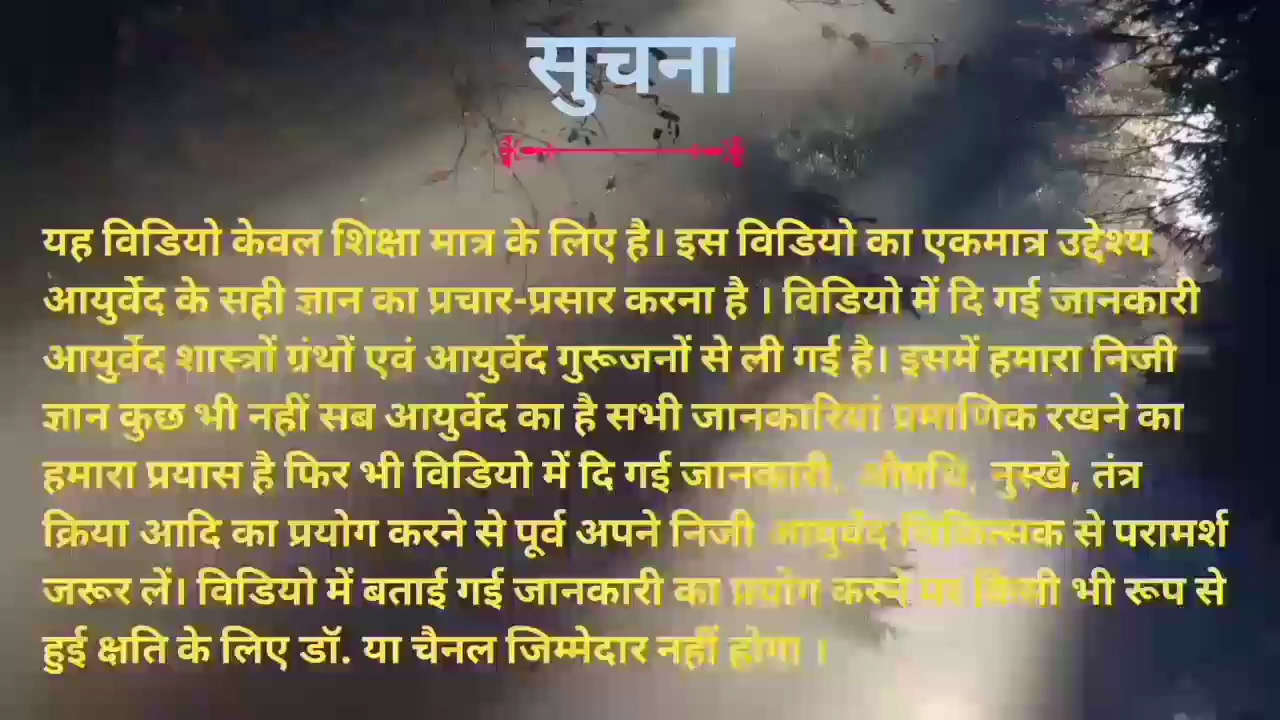 सुचना
यह विडियो केवल शिक्षा मात्र के लिए है। इस विडियो का एकमात्र उद्देश्य
आयुर्वेद के सही ज्ञान का प्रचार-प्रसार करना है । विडियो में दि गई जानकारी
आयुर्वेद शास्त्रों ग्रंथों एवं आयुर्वेद गुरूजनों से ली गई है। इसमें हमारा निजी
ज्ञान कुछ भी नहीं सब आयुर्वेद का है सभी जानकारियां प्रमाणिक रखने का
हमारा प्रयास है फिर भी विडियो में दि गई जानकारी, औषधि, नुस्खे, तंत्र
क्रिया आदि का प्रयोग करने से पूर्व अपने निजी आयुर्वेद चिकित्सक से परामर्श
जरूर लें। विडियो में बताई गई जानकारी का प्रयोग करने पर किसी भी रूप से
हुई क्षति के लिए डॉ. या चैनल जिम्मेदार नहीं होगा ।